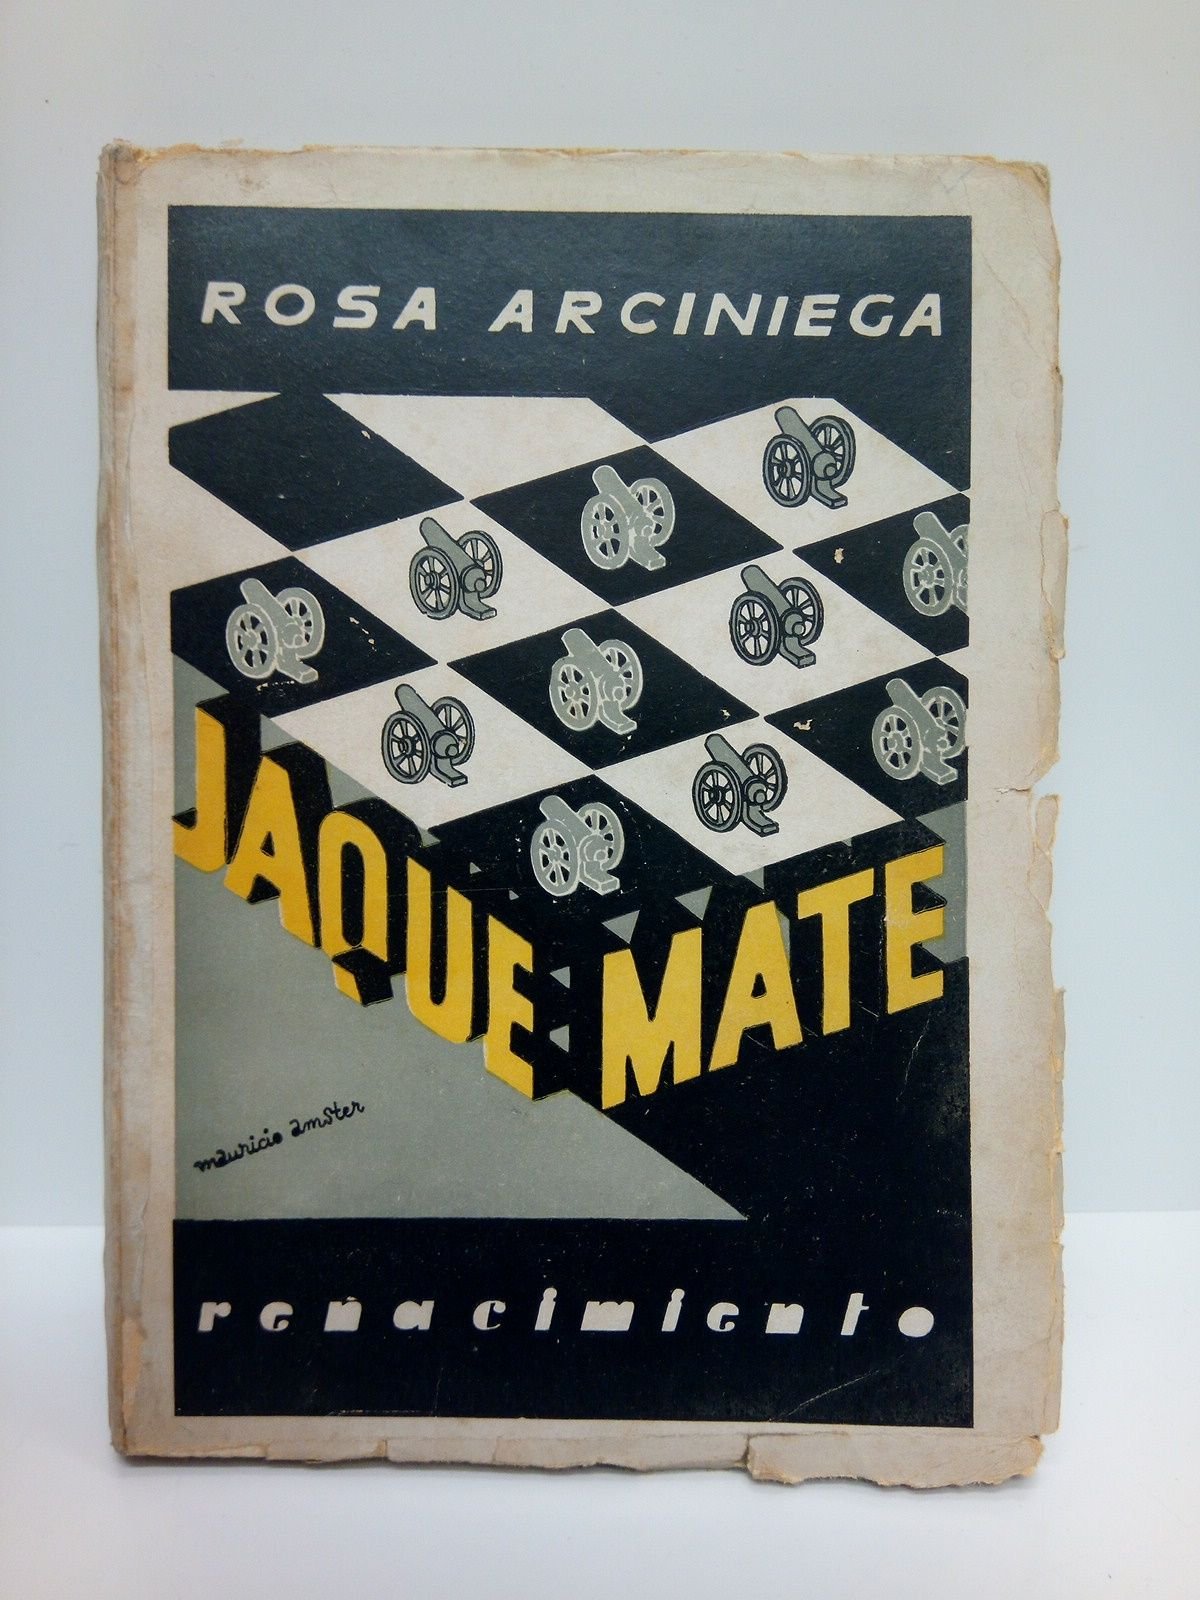 ROSA ARCINIEGA
JAQUE MATE
mauricio amster
renacimiento